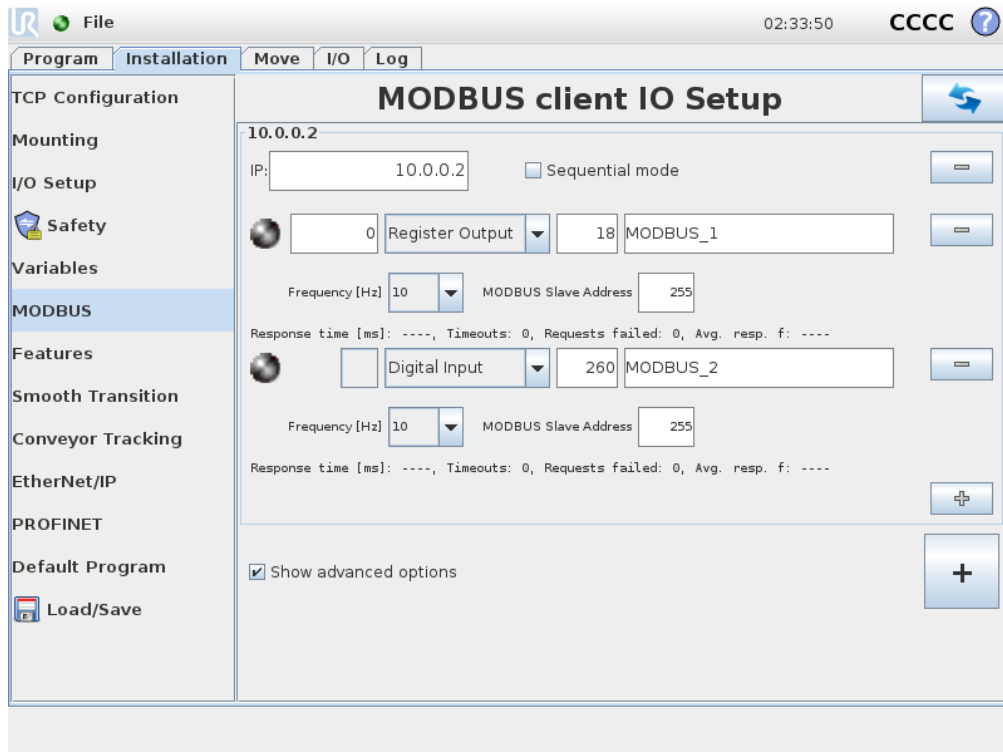 UR File 02:33:50 CCCC ?
Program Installation Move I/O Log
TCP Configuration
Mounting
I/O Setup
Safety
Variables
MODBUS
Features
Smooth Transition
Conveyor Tracking
EtherNet/IP
PROFINET
Default Program
Load/Save
MODBUS client IO Setup
10.0.0.2
IP: 10.0.0.2 Sequential mode
0 Register Output 18 MODBUS_1
Frequency [Hz] 10 MODBUS Slave Address 255
Response time [ms]: ----, Timeouts: 0, Requests failed: 0, Avg. resp. f: ----
Digital Input 260 MODBUS_2
Frequency [Hz] 10 MODBUS Slave Address 255
Response time [ms]: ----, Timeouts: 0, Requests failed: 0, Avg. resp. f: ----
Show advanced options